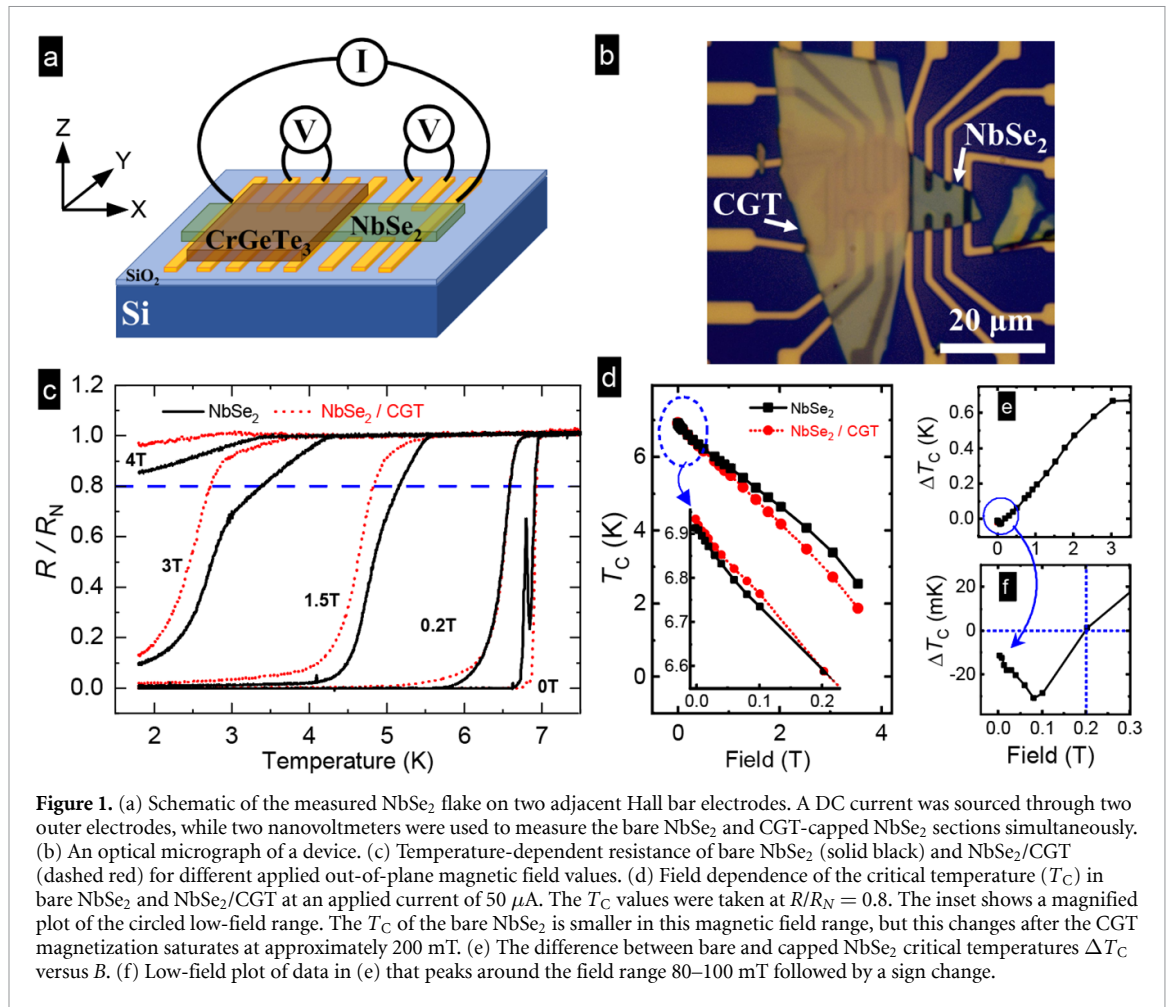 a
I
V
V
Z
Y
X
CrGeTe3
NbSe2
SiO2
Si
b
NbSe2
CGT
20 μm
c
NbSe2
NbSe2 / CGT
1.2
1.0
0.8
0.6
0.4
0.2
0.0
4T
3T
1.5T
0.2T
0T
2 3 4 5 6 7
R / RN
Temperature (K)
d
NbSe2
NbSe2 / CGT
9
6
4
3
2
0
6.9
6.8
6.7
6.6
0.0 0.1 0.2
0 2 4
TC (K)
Field (T)
e
0.6
0.4
0.2
0.0
0 1 2 3
ΔTC (K)
f
20
0
-20
0.0 0.1 0.2 0.3
ΔTC (mK)
Field (T)
Figure 1. (a) Schematic of the measured NbSe2 flake on two adjacent Hall bar electrodes. A DC current was sourced through two
outer electrodes, while two nanovoltmeters were used to measure the bare NbSe2 and CGT-capped NbSe2 sections simultaneously.
(b) An optical micrograph of a device. (c) Temperature-dependent resistance of bare NbSe2 (solid black) and NbSe2/CGT
(dashed red) for different applied out-of-plane magnetic field values. (d) Field dependence of the critical temperature (TC) in
bare NbSe2 and NbSe2/CGT at an applied current of 50 μA. The TC values were taken at R/RN = 0.8. The inset shows a magnified
plot of the circled low-field range. The TC of the bare NbSe2 is smaller in this magnetic field range, but this changes after the CGT
magnetization saturates at approximately 200 mT. (e) The difference between bare and capped NbSe2 critical temperatures ΔTC
versus B. (f) Low-field plot of data in (e) that peaks around the field range 80–100 mT followed by a sign change.